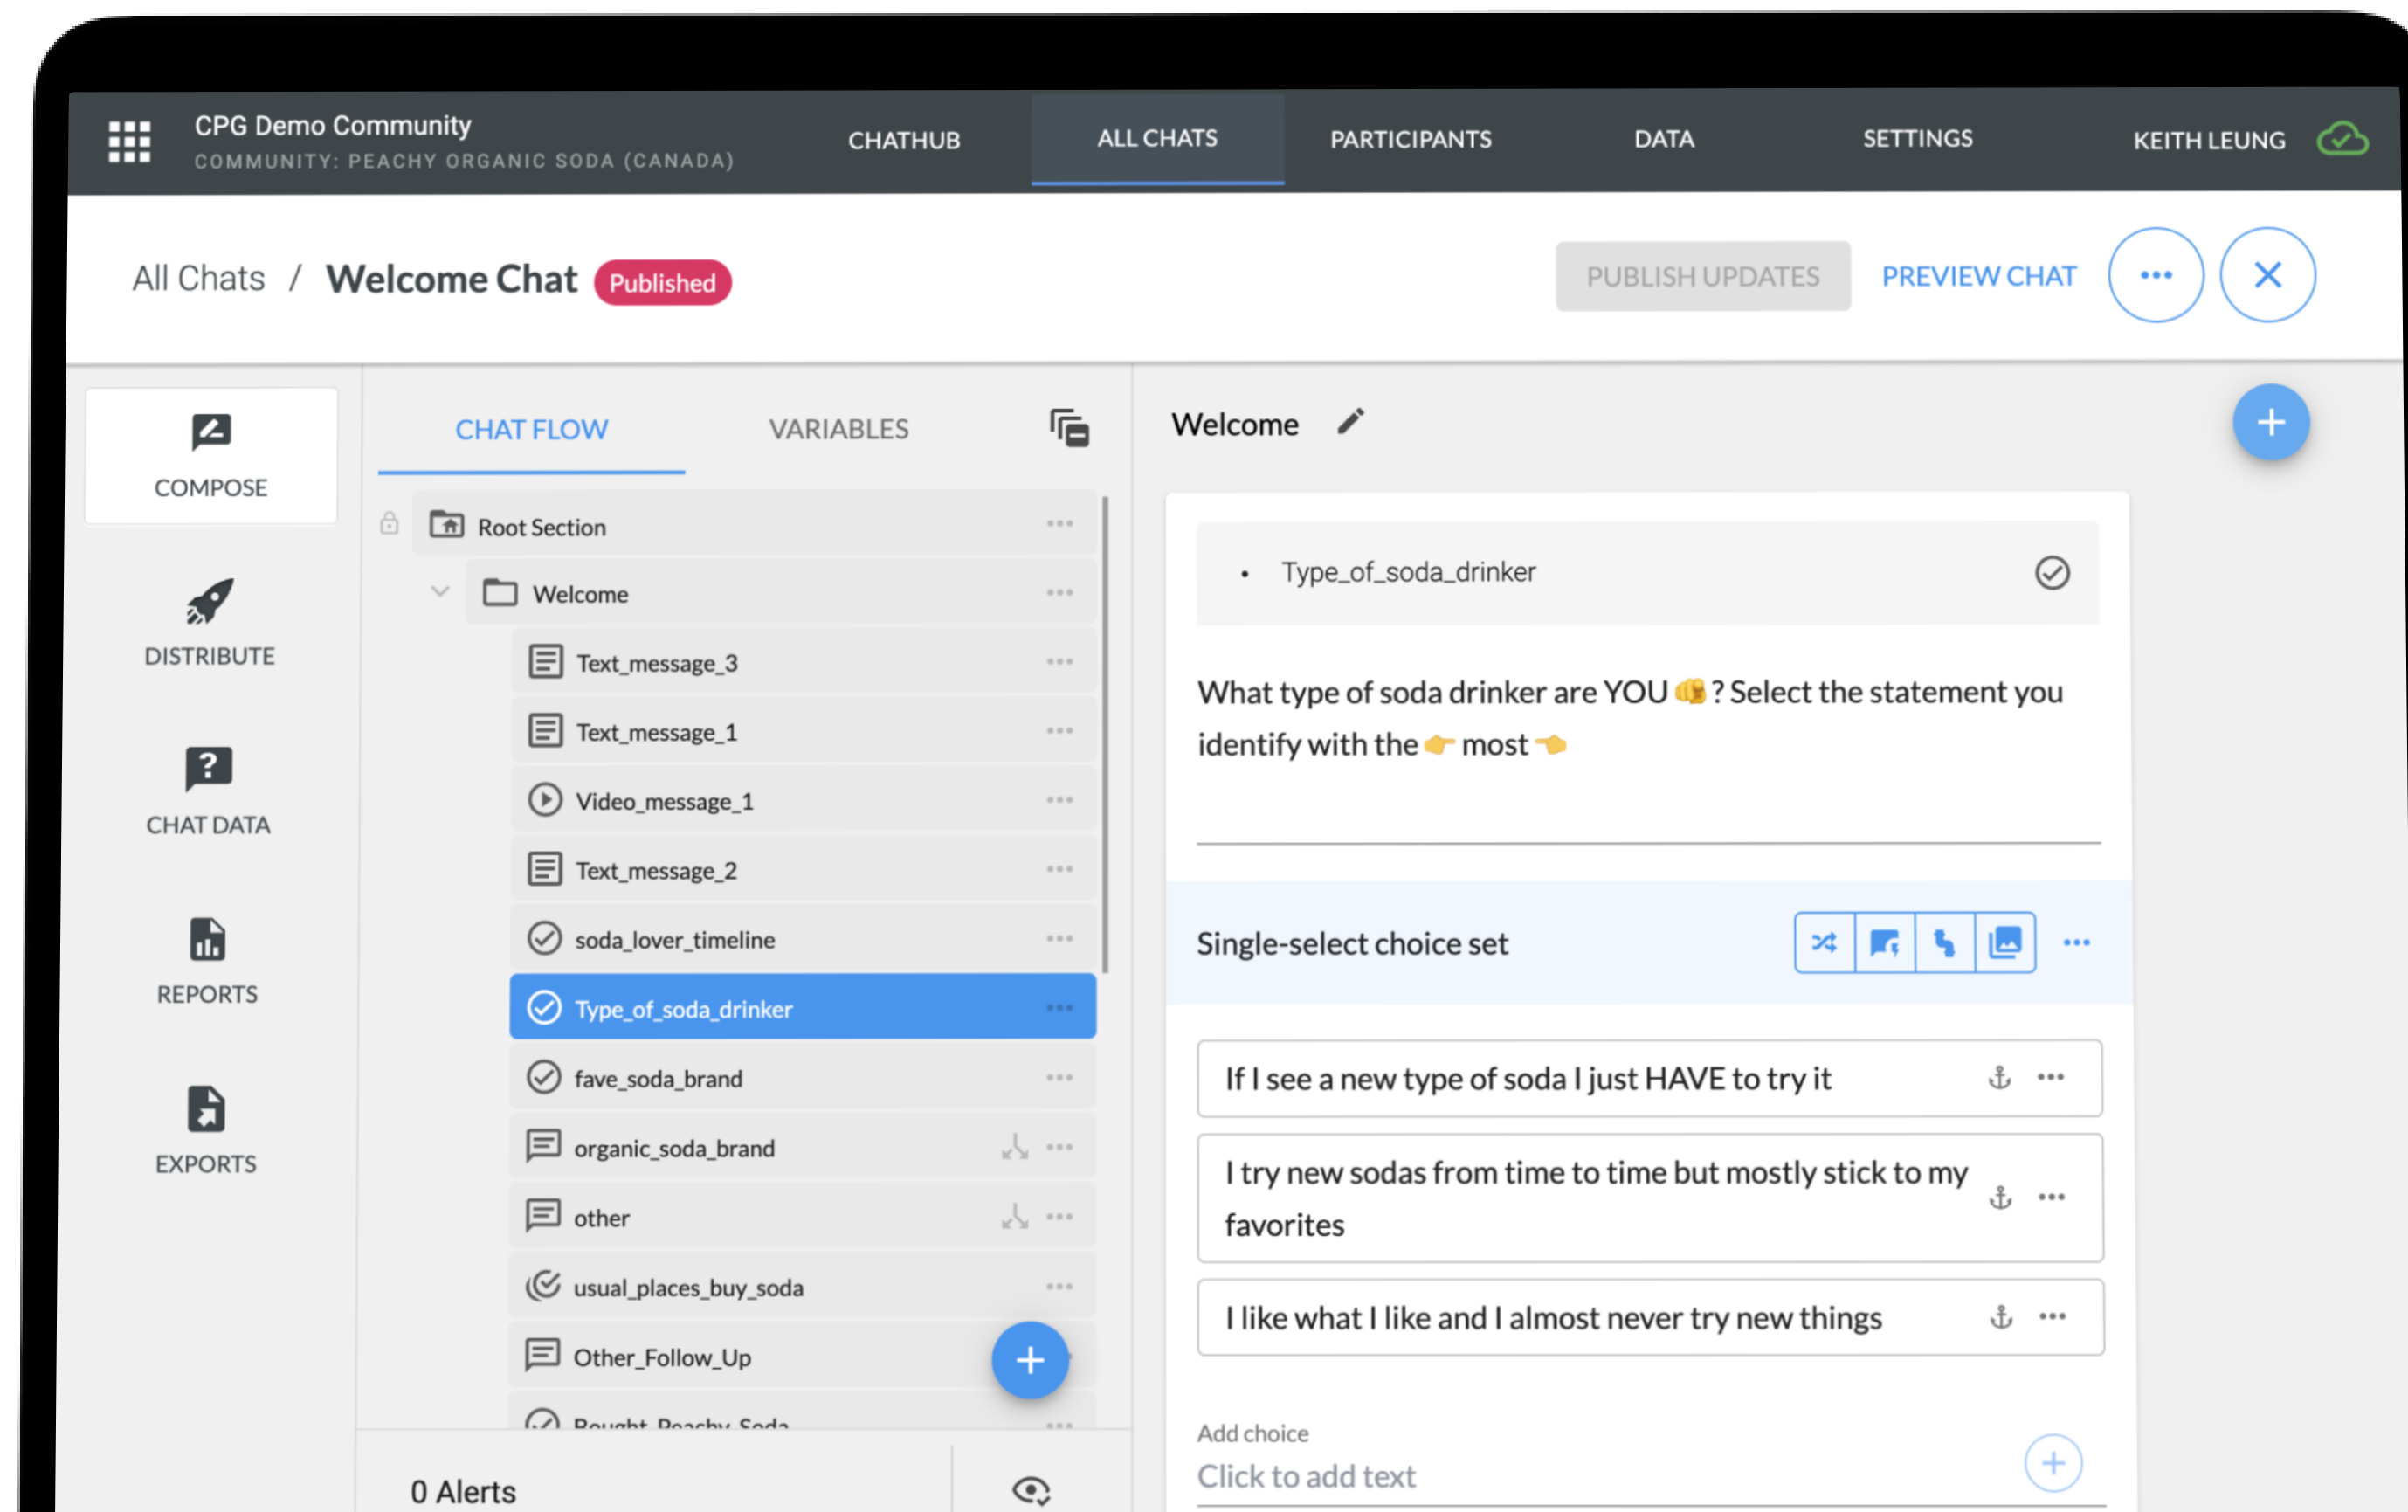 CPG Demo Community
COMMUNITY: PEACHY ORGANIC SODA (CANADA)
CHATHUB
ALL CHATS
PARTICIPANTS
DATA
SETTINGS
KEITH LEUNG
All Chats / Welcome Chat Published
PUBLISH UPDATES
PREVIEW CHAT
COMPOSE
DISTRIBUTE
CHAT DATA
REPORTS
EXPORTS
CHAT FLOW
VARIABLES
Root Section
Welcome
Text_message_3
Text_message_1
Video_message_1
Text_message_2
soda_lover_timeline
Type_of_soda_drinker
fave_soda_brand
organic_soda_brand
other
usual_places_buy_soda
Other_Follow_Up
Bought_Peachy_Soda
0 Alerts
Welcome
• Type_of_soda_drinker
What type of soda drinker are YOU 🫵? Select the statement you
identify with the 👉 most 👈
Single-select choice set
If I see a new type of soda I just HAVE to try it
I try new sodas from time to time but mostly stick to my
favorites
I like what I like and I almost never try new things
Add choice
Click to add text